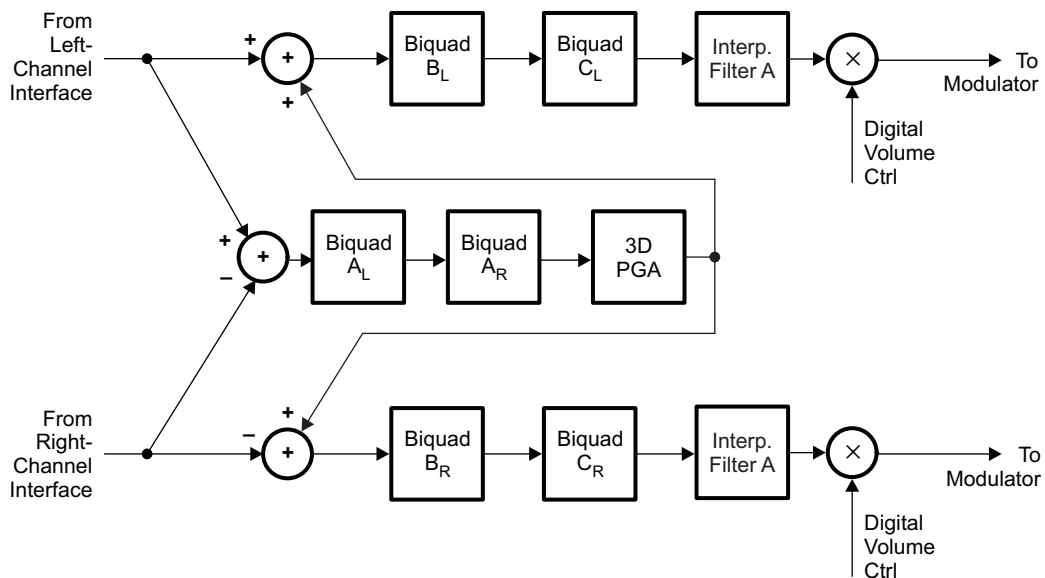 From
Left-
Channel
Interface
+
+
+
Biquad
B_L
Biquad
C_L
Interp.
Filter A
×
To
Modulator
Digital
Volume
Ctrl
+
–
+
Biquad
A_L
Biquad
A_R
3D
PGA
From
Right-
Channel
Interface
–
+
+
Biquad
B_R
Biquad
C_R
Interp.
Filter A
×
To
Modulator
Digital
Volume
Ctrl